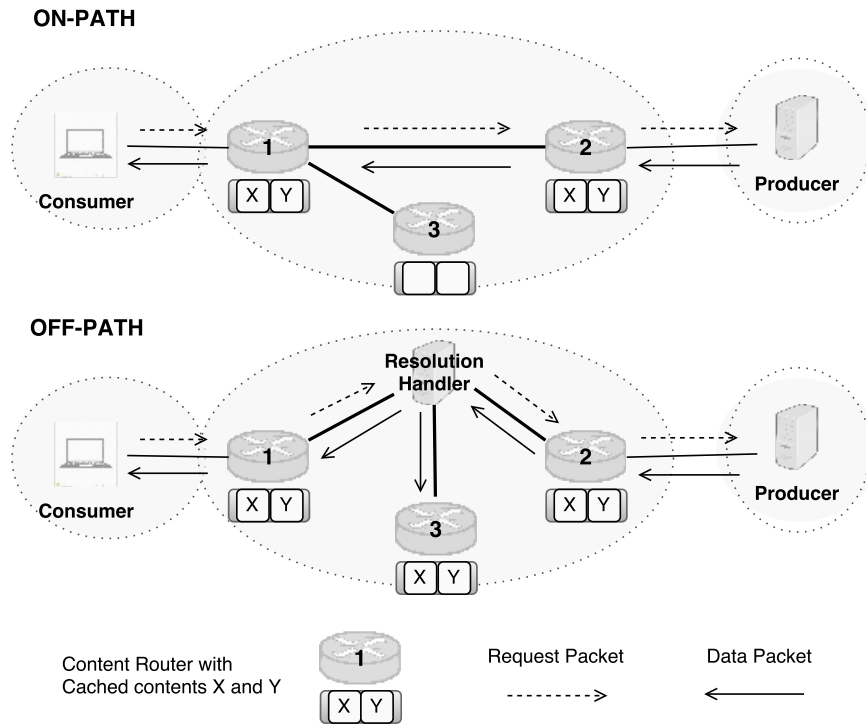 ON-PATH
1
2
X Y
X Y
Consumer
Producer
3
OFF-PATH
Resolution
Handler
1
2
X Y
X Y
Consumer
Producer
3
X Y
Content Router with
Cached contents X and Y
1
X Y
Request Packet
Data Packet